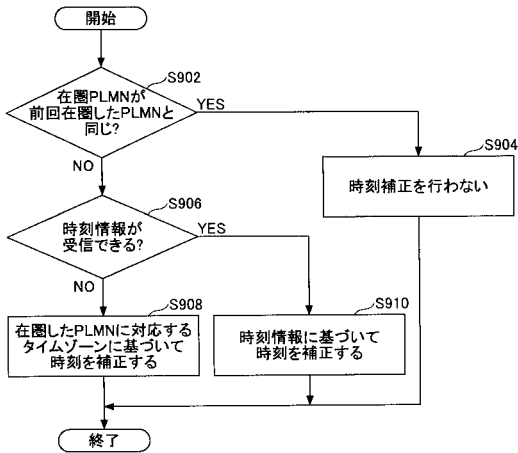 開始
S902
在圏PLMNが
前回在圏したPLMNと
同じ?
YES
NO
S904
時刻補正を行わない
S906
時刻情報が
受信できる?
YES
NO
S908
在圏したPLMNに対応する
タイムゾーンに基づいて
時刻を補正する
S910
時刻情報に基づいて
時刻を補正する
終了